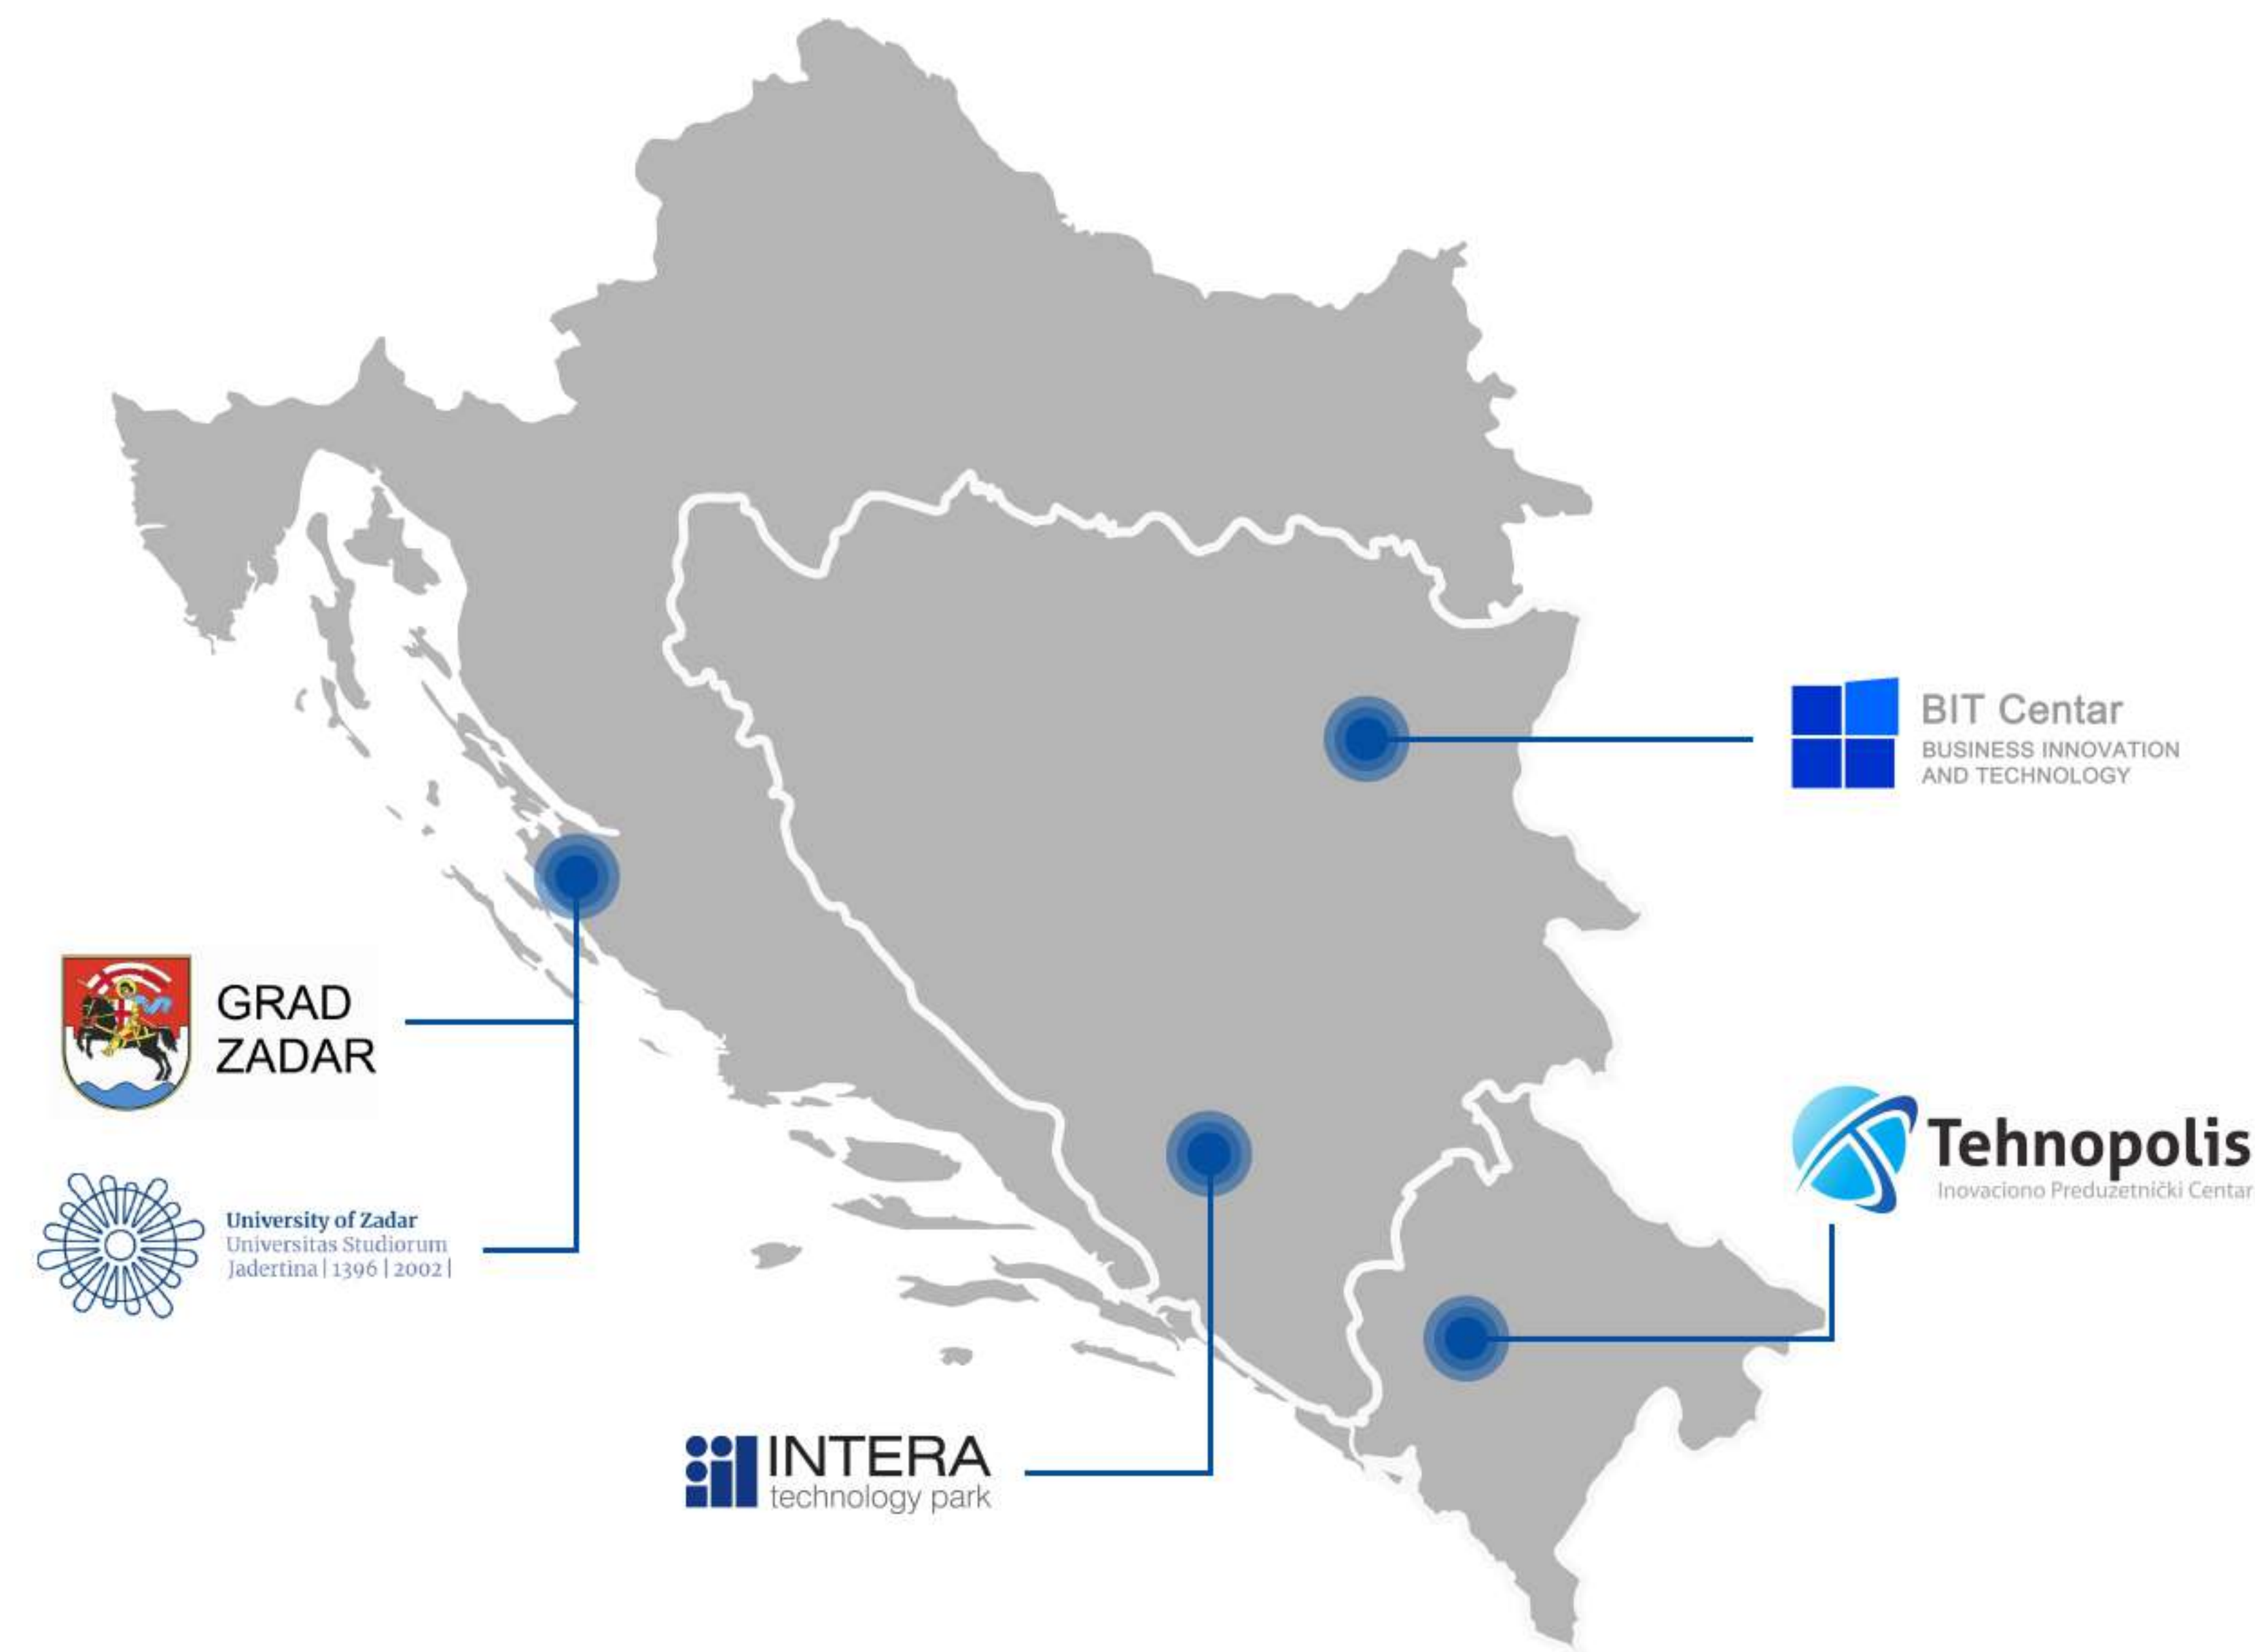 BIT Centar
BUSINESS INNOVATION
AND TECHNOLOGY
GRAD
ZADAR
Tehnopolis
Inovaciono Preduzetnički Centar
University of Zadar
Universitas Studiorum
Jadertina | 1396 | 2002 |
INTERA
technology park